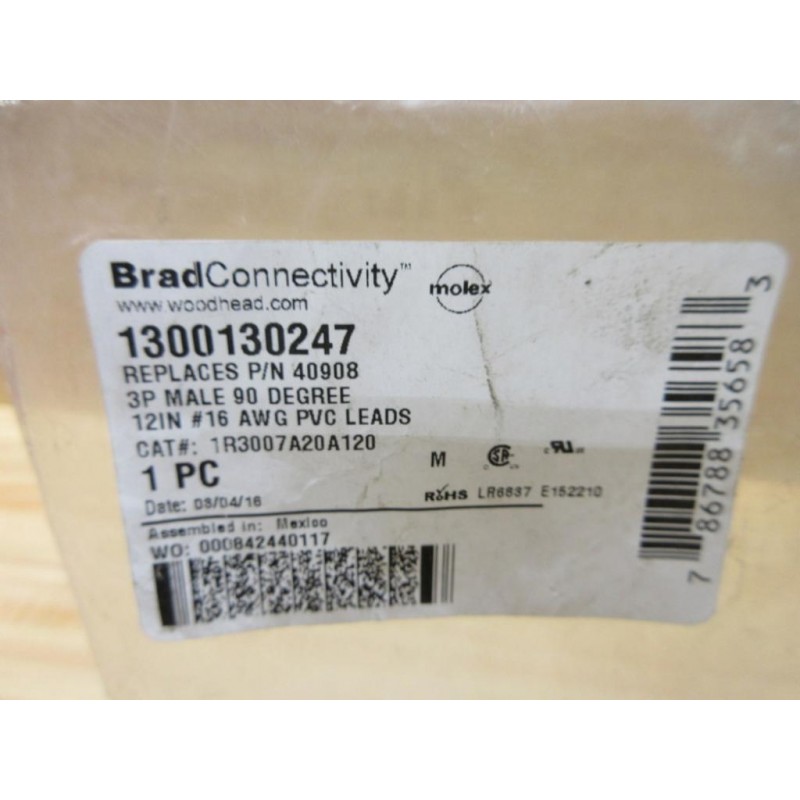 BradConnectivity™
molex
www.woodhead.com
1300130247
REPLACES P/N 40908
3P MALE 90 DEGREE
12IN #16 AWG PVC LEADS
CAT#: 1R3007A20A120
1 PC
M
RoHS LR6837 E152210
Date: 08/04/16
Assembled in: Mexico
WO: 000842440117
7 86788 35658 3